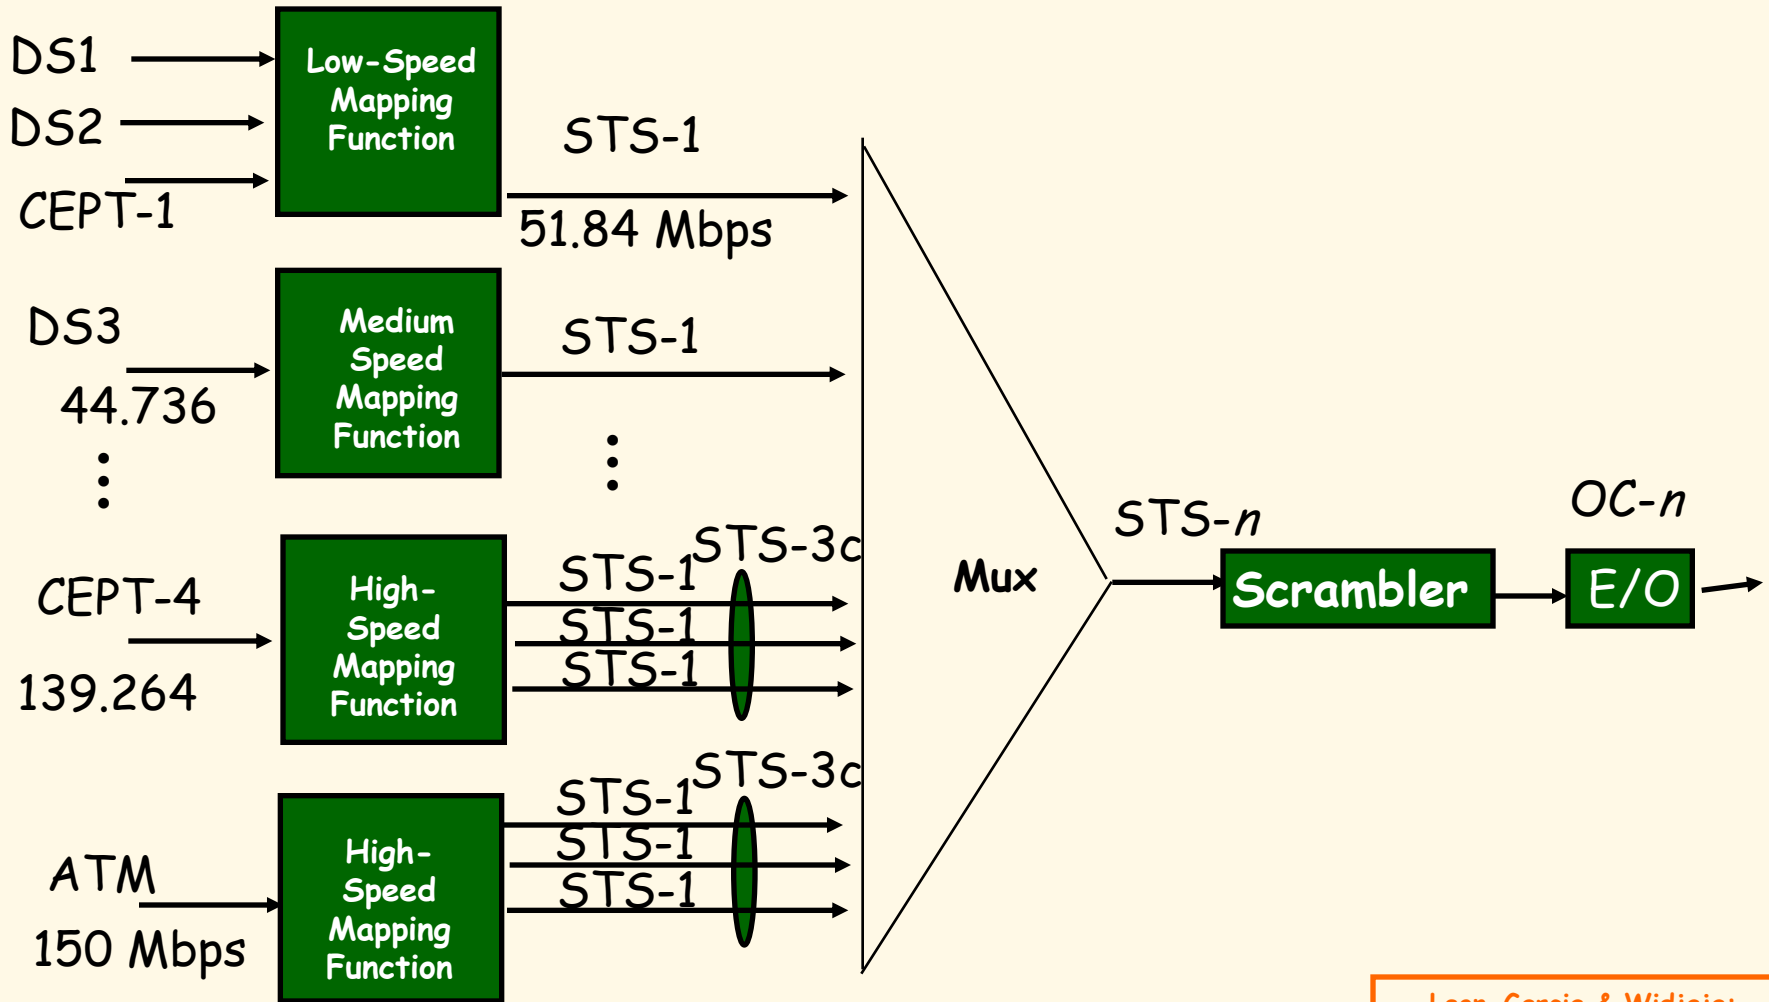 DS1
DS2
CEPT-1
Low-Speed
Mapping
Function
STS-1
51.84 Mbps
DS3
44.736
Medium
Speed
Mapping
Function
STS-1
CEPT-4
139.264
High-
Speed
Mapping
Function
STS-1
STS-1
STS-1
STS-3c
ATM
150 Mbps
High-
Speed
Mapping
Function
STS-1
STS-1
STS-1
STS-3c
Mux
STS-n
Scrambler
OC-n
E/O